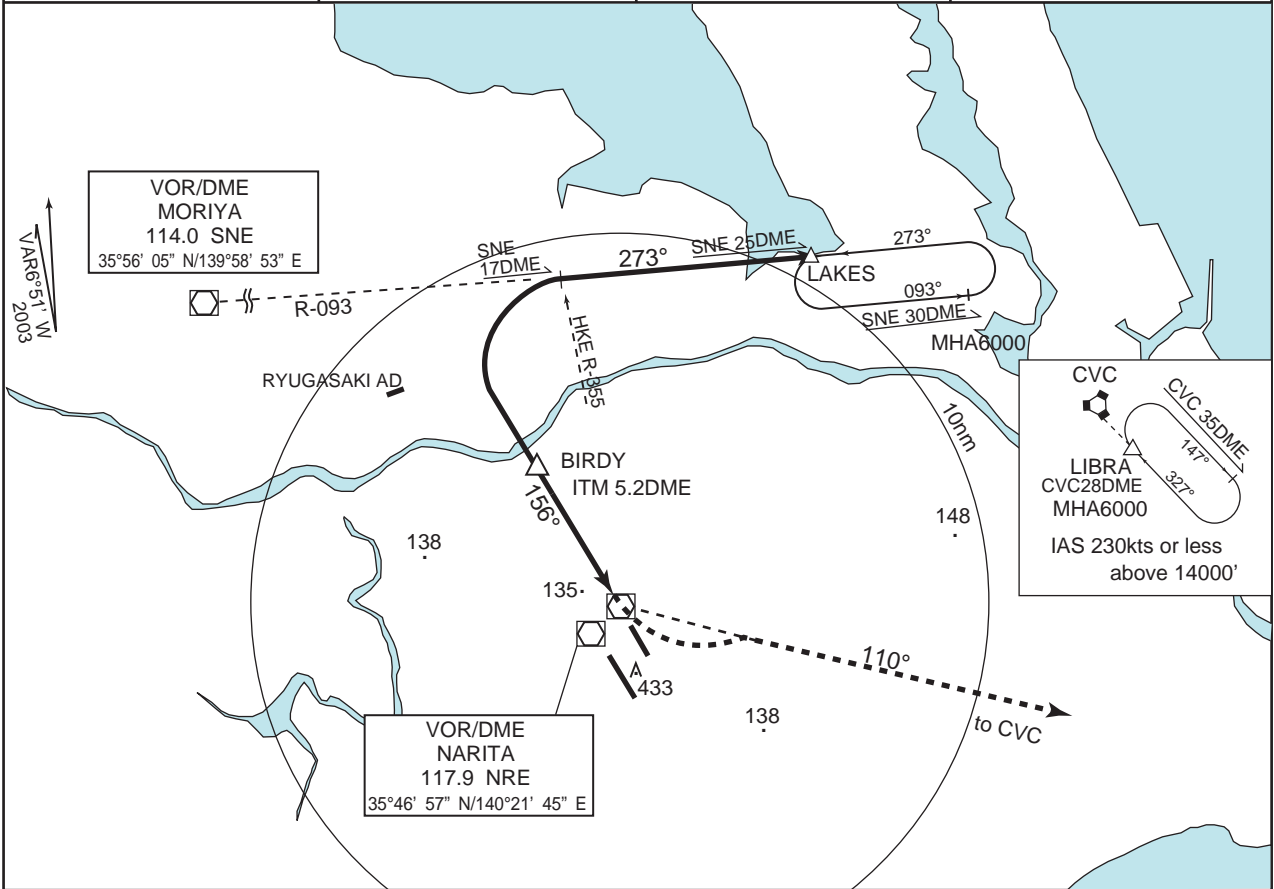 VOR/DME
MORIYA
114.0 SNE
35°56' 05" N/139°58' 53" E
VAR6°51' W
2003
SNE
17DME
R-093
273°
SNE 25DME
LAKES
273°
093°
SNE 30DME
MHA6000
HKE R-355
RYUGASAKI AD
10nm
CVC
CVC 35DME
147°
327°
LIBRA
CVC28DME
MHA6000
IAS 230kts or less
above 14000'
BIRDY
ITM 5.2DME
156°
138
148
135
433
110°
to CVC
138
VOR/DME
NARITA
117.9 NRE
35°46' 57" N/140°21' 45" E